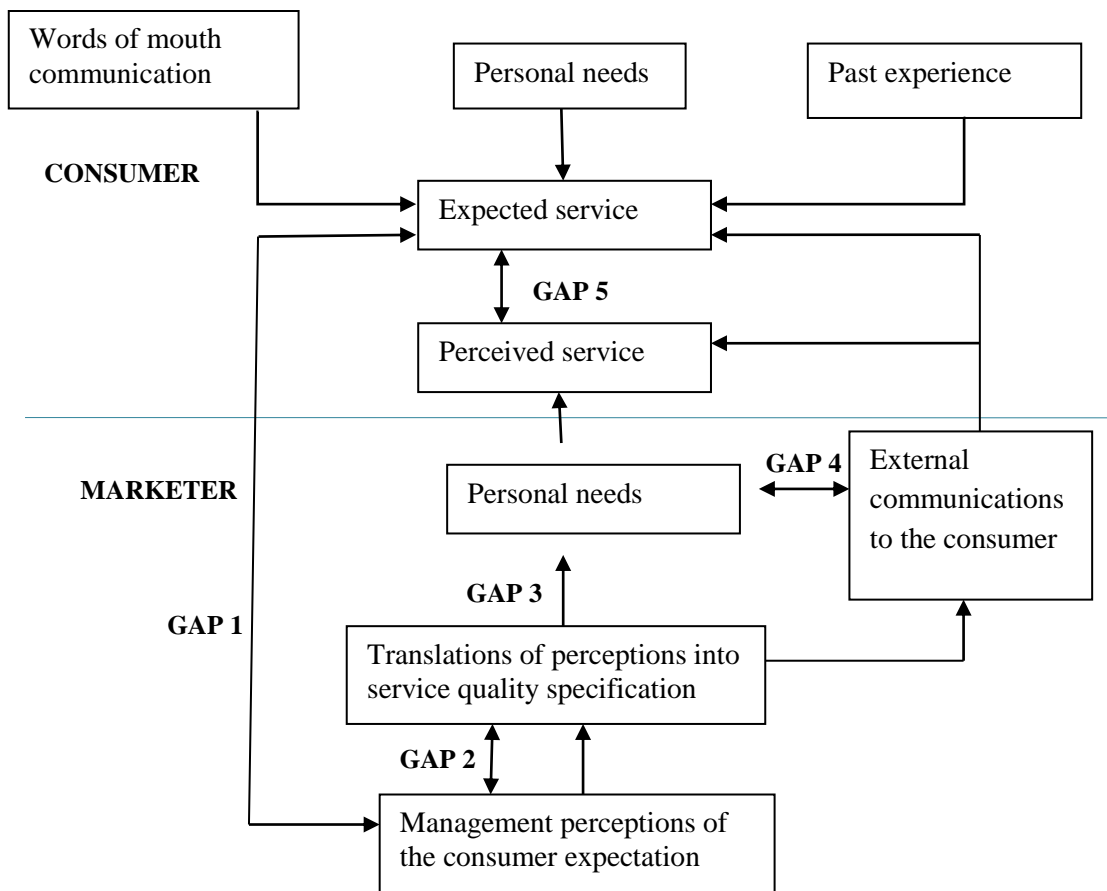 Words of mouth
communication
Personal needs
Past experience
CONSUMER
Expected service
GAP 5
Perceived service
MARKETER
Personal needs
GAP 4
External
communications
to the consumer
GAP 3
GAP 1
Translations of perceptions into
service quality specification
GAP 2
Management perceptions of
the consumer expectation